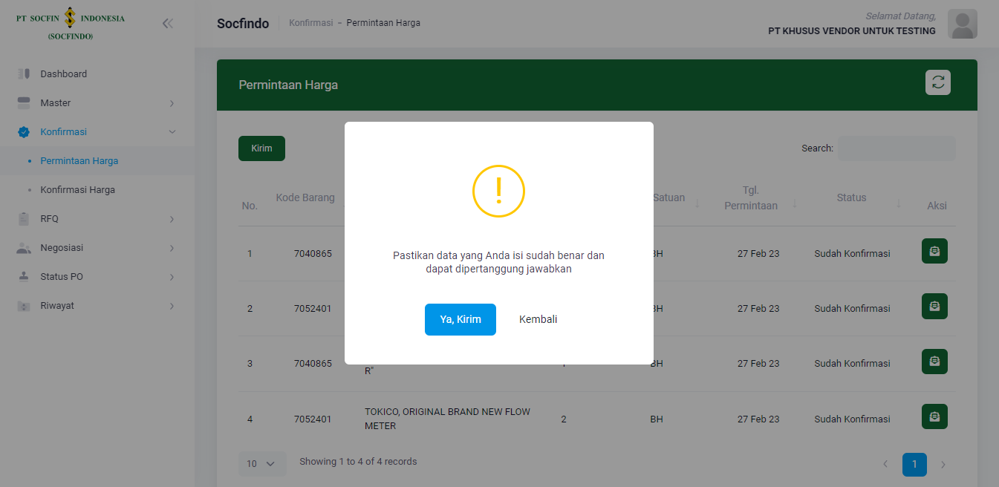 PT SOCFIN INDONESIA
(SOCFINDO)
Socfindo
Konfirmasi - Permintaan Harga
Selamat Datang,
PT KHUSUS VENDOR UNTUK TESTING
Dashboard
Master
Konfirmasi
Permintaan Harga
Konfirmasi Harga
RFQ
Negosiasi
Status PO
Riwayat
Permintaan Harga
Kirim
Search:
No. Kode Barang Satuan Tgl. Permintaan Status Aksi
1 7040865 BH 27 Feb 23 Sudah Konfirmasi
2 7052401 BH 27 Feb 23 Sudah Konfirmasi
3 7040865 R" BH 27 Feb 23 Sudah Konfirmasi
4 7052401 TOKICO, ORIGINAL BRAND NEW FLOW METER 2 BH 27 Feb 23 Sudah Konfirmasi
10 Showing 1 to 4 of 4 records
1
!
Pastikan data yang Anda isi sudah benar dan
dapat dipertanggung jawabkan
Ya, Kirim Kembali